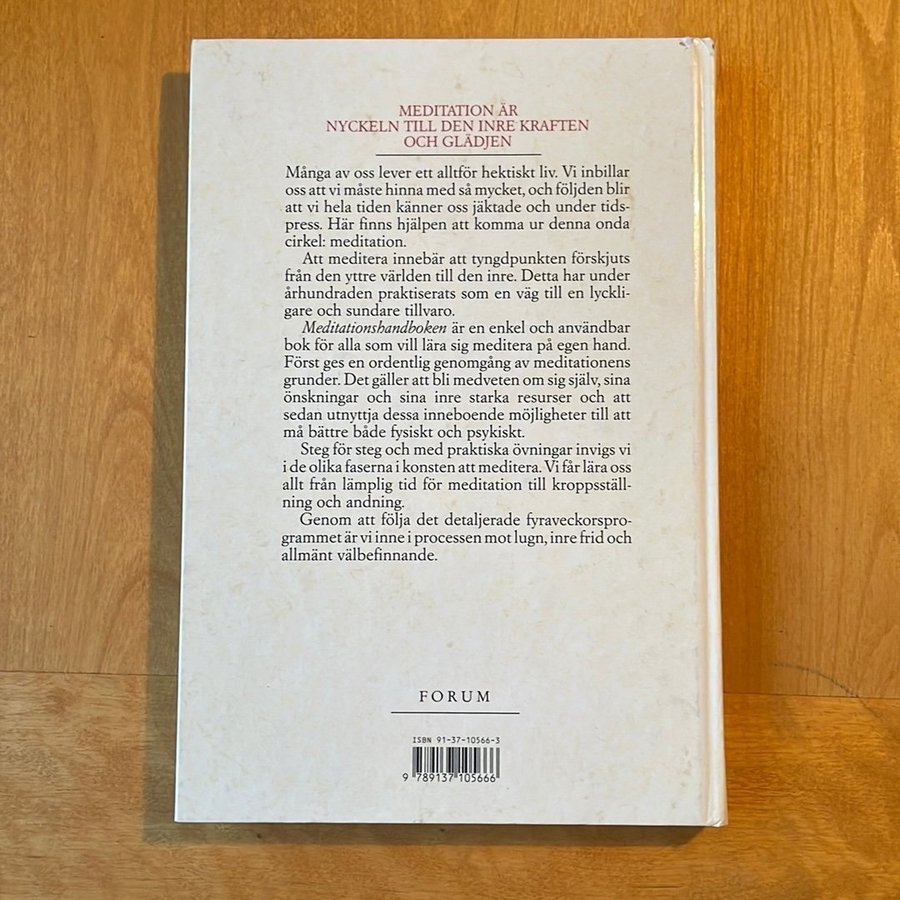 MEDITATION ÄR
NYCKELN TILL DEN INRE KRAFTEN
OCH GLÄDJEN
Många av oss lever ett alltför hektiskt liv. Vi inbillar
oss att vi måste hinna med så mycket, och följden blir
att vi hela tiden känner oss jäktade och under tids-
press. Här finns hjälpen att komma ur denna onda
cirkel: meditation.
Att meditera innebär att tyngdpunkten förskjuts
från den yttre världen till den inre. Detta har under
århundraden praktiserats som en väg till en lyckli-
gare och sundare tillvaro.
Meditationshandboken är en enkel och användbar
bok för alla som vill lära sig meditera på egen hand.
Först ges en ordentlig genomgång av meditationens
grunder. Det gäller att bli medveten om sig själv, sina
önskningar och sina inre starka resurser och att
sedan utnyttja dessa inneboende möjligheter till att
må bättre både fysiskt och psykiskt.
Steg för steg och med praktiska övningar invigs vi
i de olika faserna i konsten att meditera. Vi får lära oss
allt från lämplig tid för meditation till kroppsställ-
ning och andning.
Genom att följa det detaljerade fyraveckorspro-
grammet är vi inne i processen mot lugn, inre frid och
allmänt välbefinnande.
FORUM
ISBN 91-37-10566-3
9 789137 105666